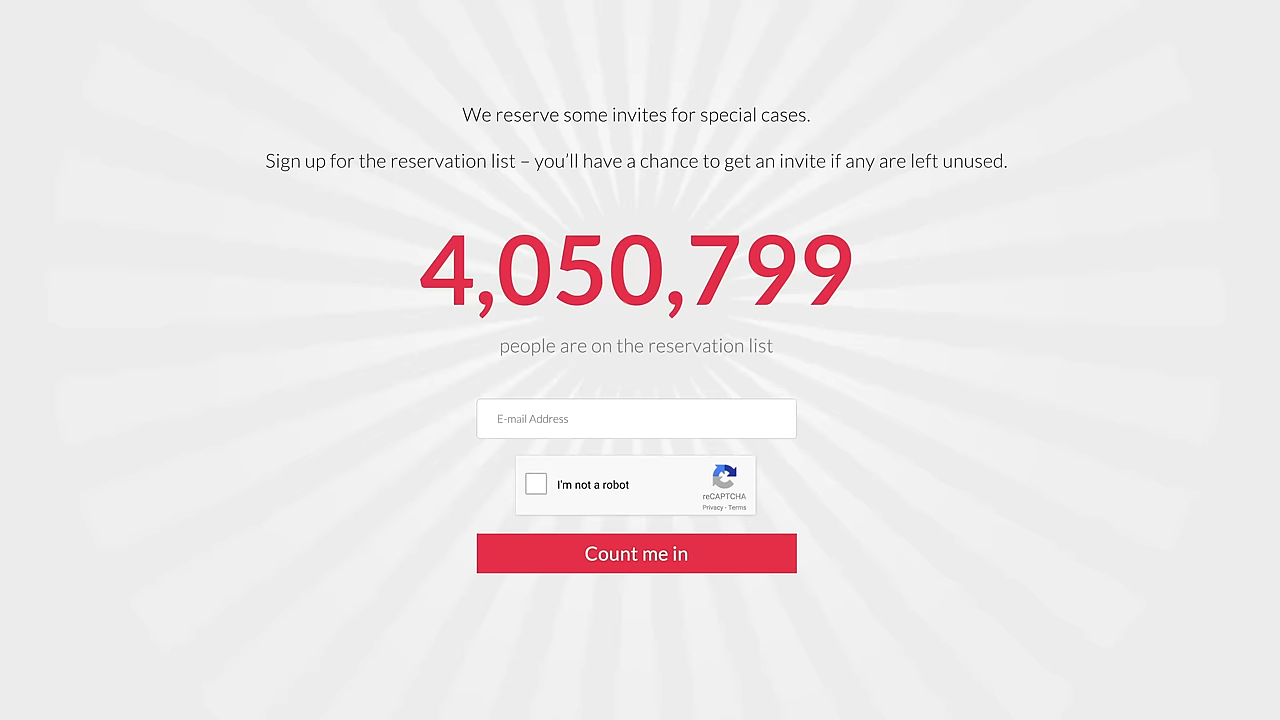 We reserve some invites for special cases.
Sign up for the reservation list – you’ll have a chance to get an invite if any are left unused.
4,050,799
people are on the reservation list
E-mail Address
I'm not a robot
reCAPTCHA
Privacy - Terms
Count me in